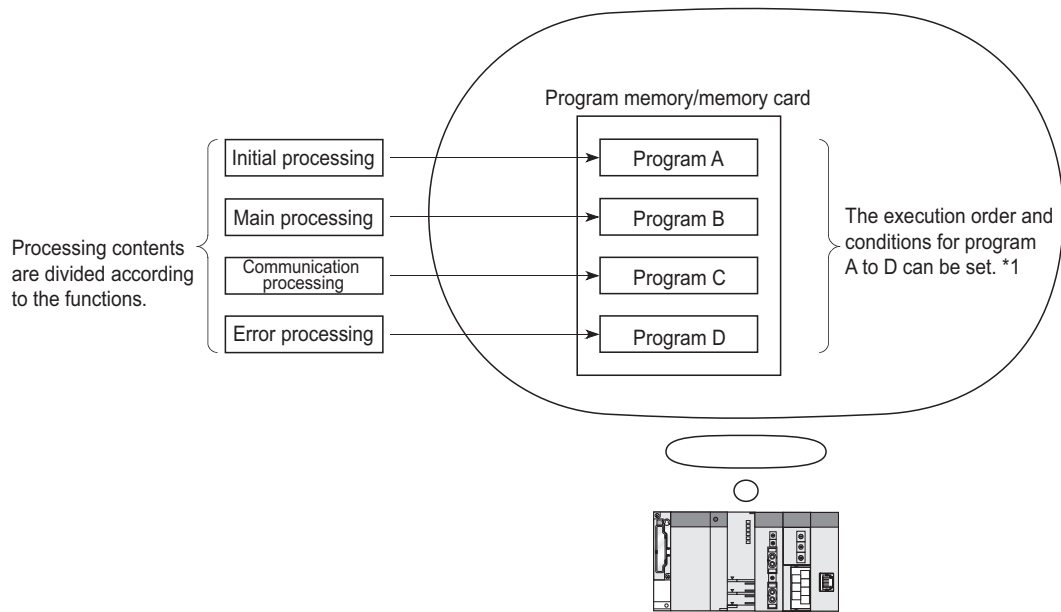 Program memory/memory card
Processing contents
are divided according
to the functions.
Initial processing
Main processing
Communication
processing
Error processing
Program A
Program B
Program C
Program D
The execution order and
conditions for program
A to D can be set. *1